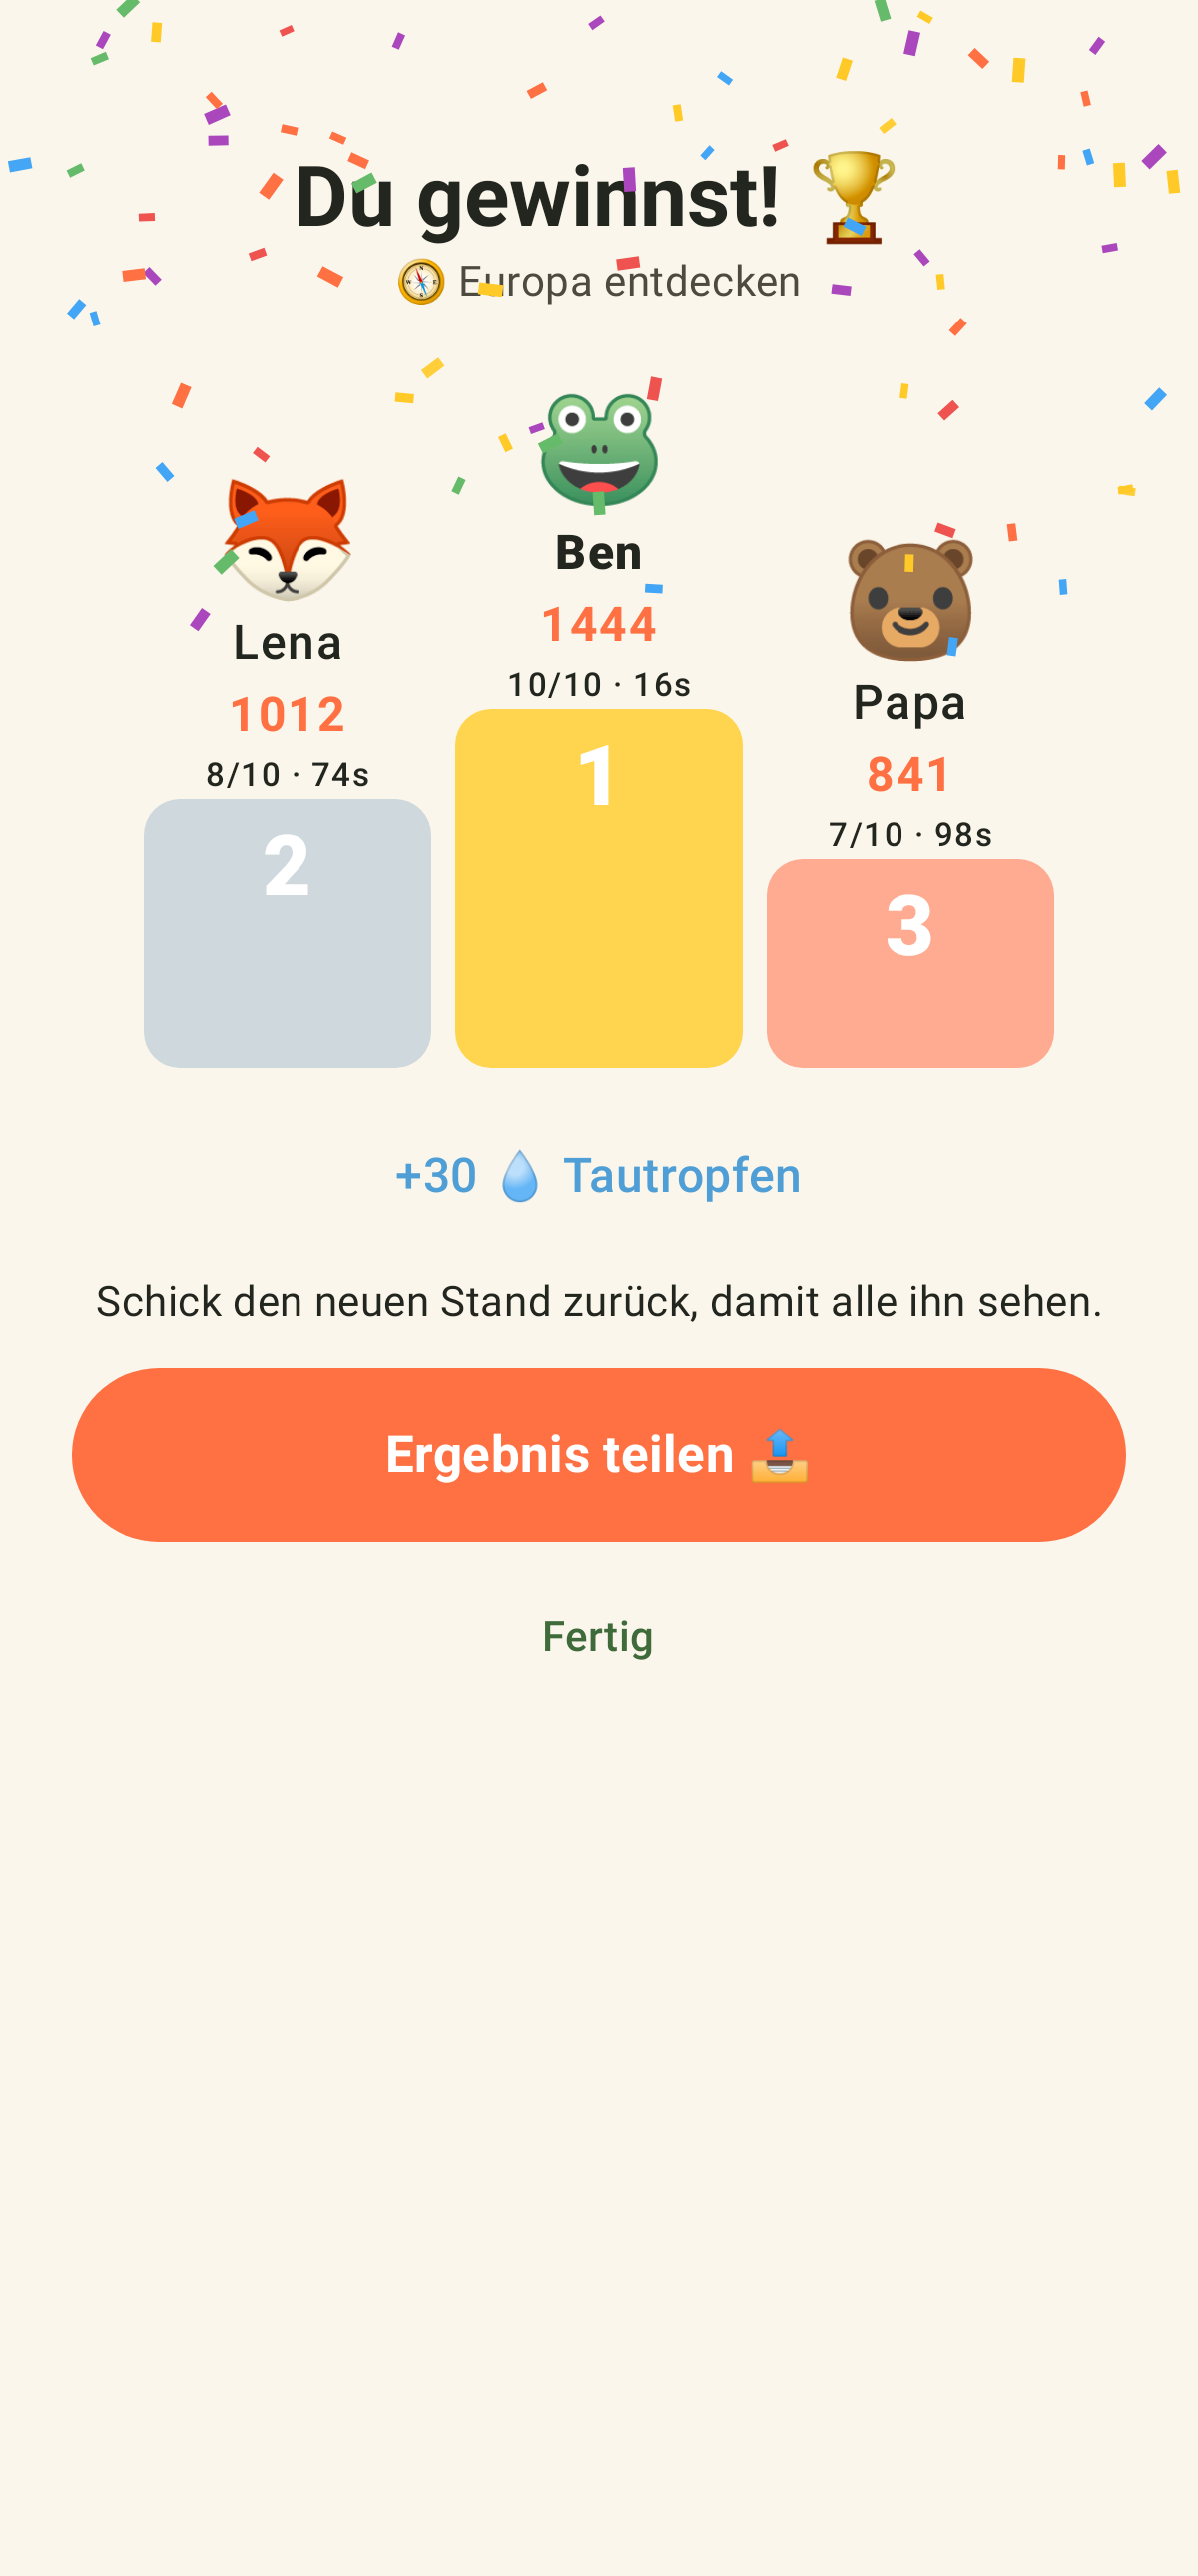 Du gewinnst! 🏆
🧭 Europa entdecken
Ben
1444
10/10 · 16s
1
Lena
1012
8/10 · 74s
2
Papa
841
7/10 · 98s
3
+30 💧 Tautropfen
Schick den neuen Stand zurück, damit alle ihn sehen.
Ergebnis teilen 📤
Fertig